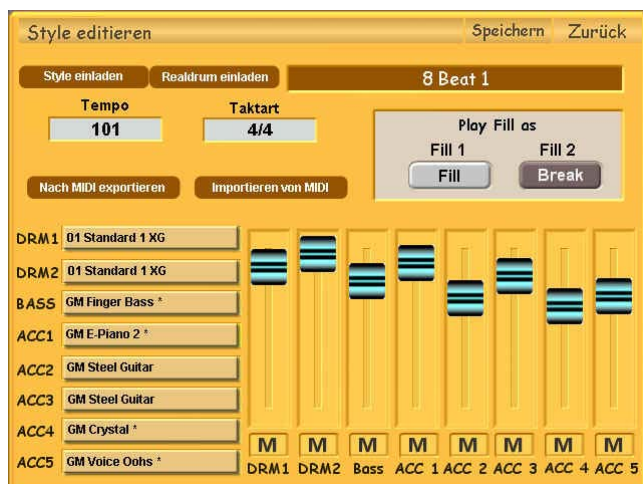 Style editieren Speichern Zurück
Style einladen Realdrum einladen 8 Beat 1
Tempo Taktart
101 4/4
Play Fill as
Fill 1 Fill 2
Fill Break
Nach MIDI exportieren Importieren von MIDI
DRM1 01 Standard 1 XG
DRM2 01 Standard 1 XG
BASS GM Finger Bass *
ACC1 GM E-Piano 2 *
ACC2 GM Steel Guitar
ACC3 GM Steel Guitar
ACC4 GM Crystal *
ACC5 GM Voice Oohs *
M M M M M M M M
DRM1 DRM2 Bass ACC 1 ACC 2 ACC 3 ACC 4 ACC 5